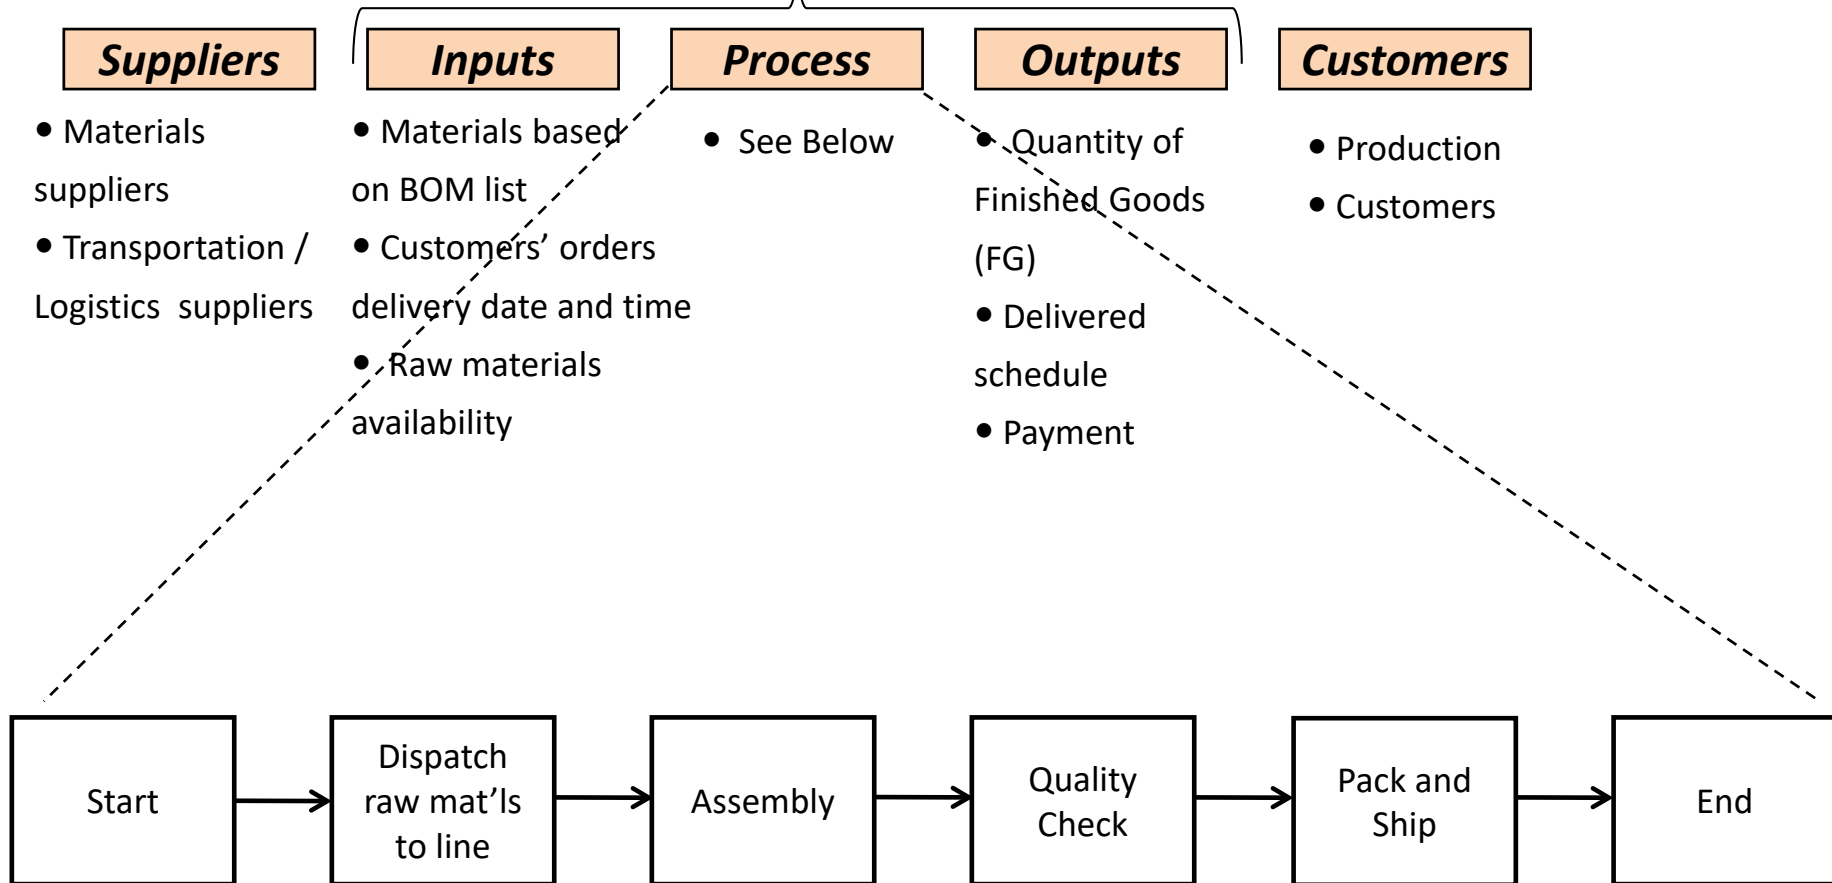 Suppliers
Inputs
Process
Outputs
Customers
• Materials
suppliers
• Transportation /
Logistics suppliers
• Materials based
on BOM list
• Customers’ orders
delivery date and time
• Raw materials
availability
• See Below
• Quantity of
Finished Goods
(FG)
• Delivered
schedule
• Payment
• Production
• Customers
Start
Dispatch
raw mat’ls
to line
Assembly
Quality
Check
Pack and
Ship
End